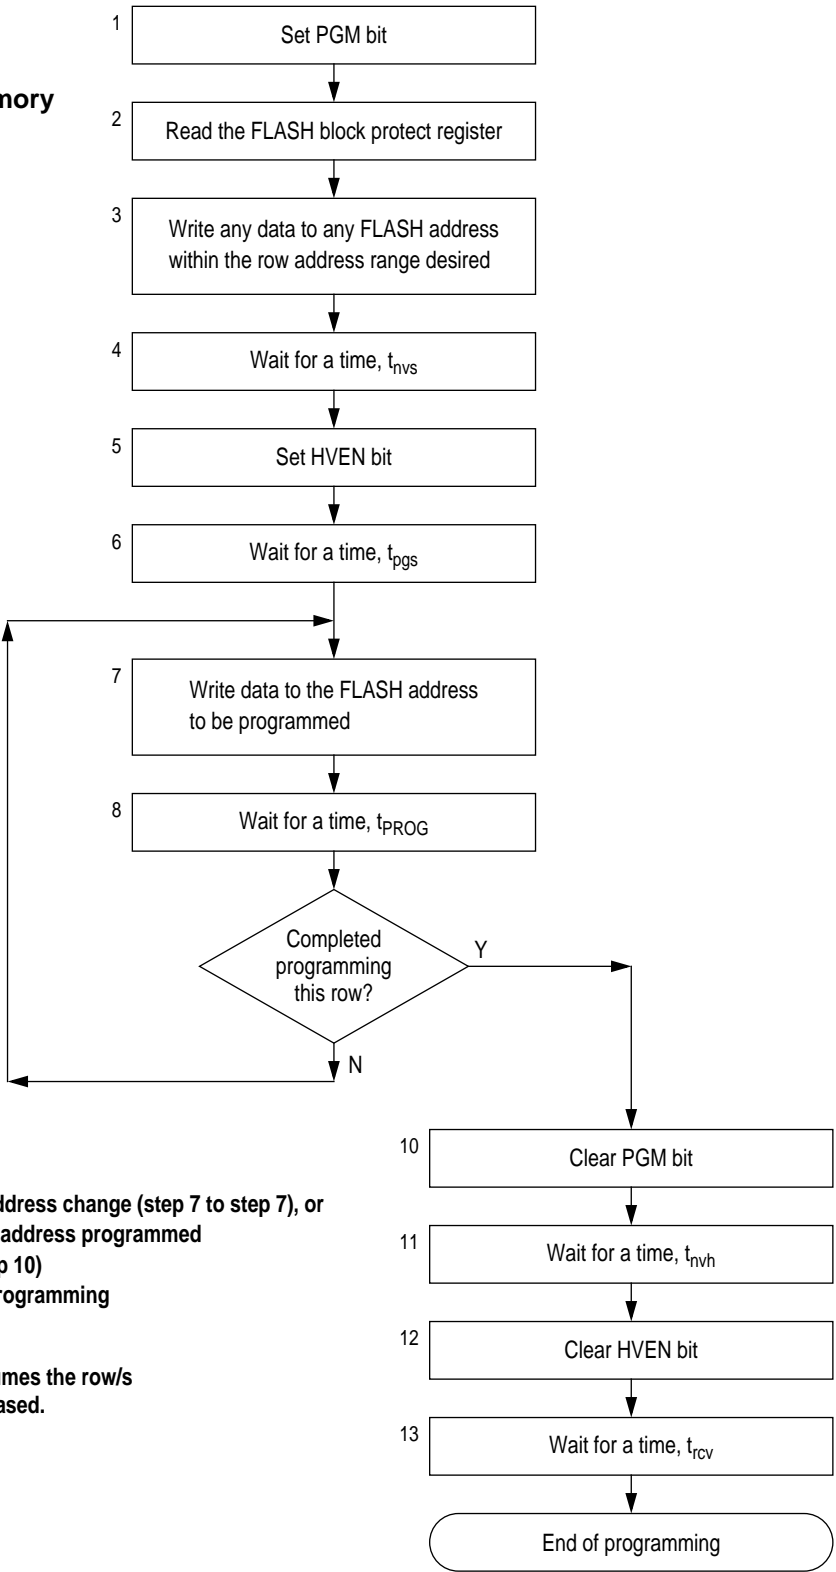 1
Set PGM bit
mory
2
Read the FLASH block protect register
3
Write any data to any FLASH address
within the row address range desired
4
Wait for a time, tnvs
5
Set HVEN bit
6
Wait for a time, tpgs
7
Write data to the FLASH address
to be programmed
8
Wait for a time, tPROG
Completed
programming
this row?
Y
N
10
Clear PGM bit
ddress change (step 7 to step 7), or
address programmed
p 10)
rogramming
umes the row/s
ased.
11
Wait for a time, tnvh
12
Clear HVEN bit
13
Wait for a time, trcv
End of programming